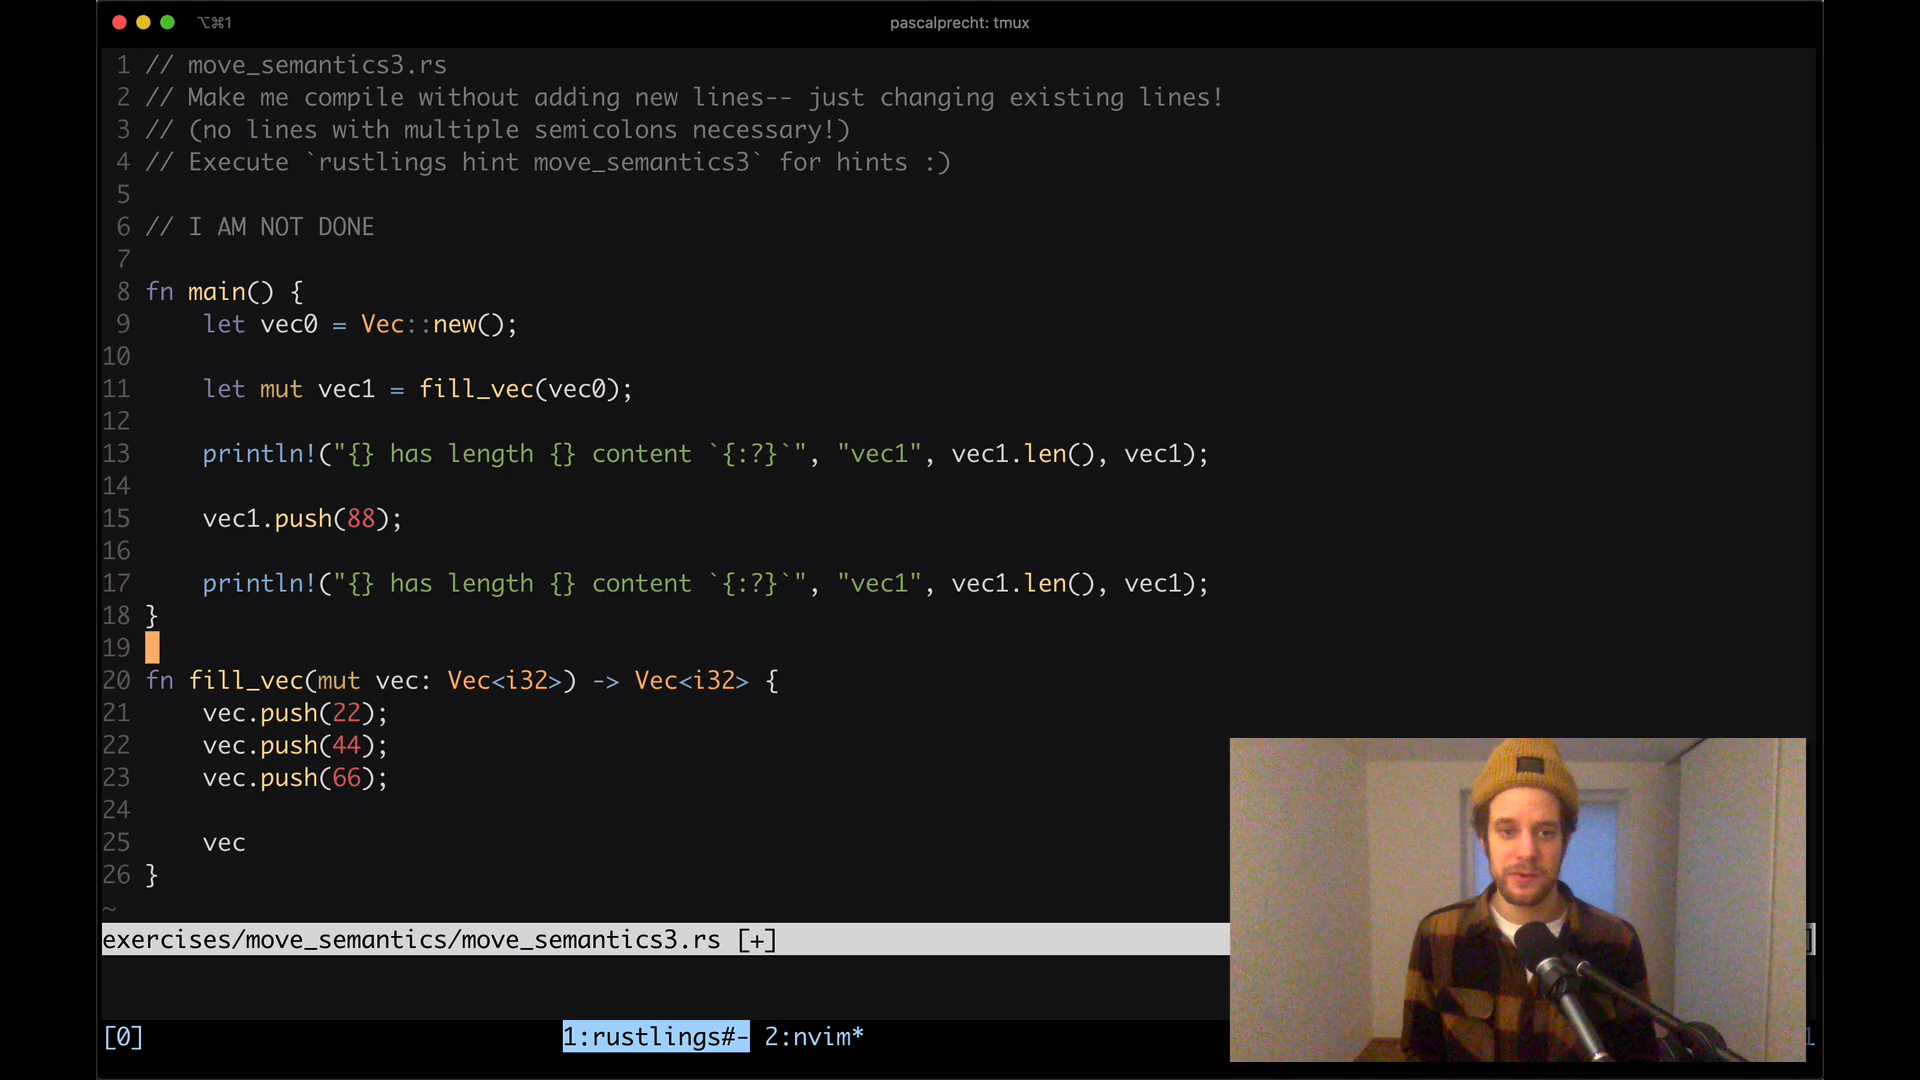 ⌥⌘1
pascalprecht: tmux
1 // move_semantics3.rs
2 // Make me compile without adding new lines-- just changing existing lines!
3 // (no lines with multiple semicolons necessary!)
4 // Execute `rustlings hint move_semantics3` for hints :)
5
6 // I AM NOT DONE
7
8 fn main() {
9     let vec0 = Vec::new();
10
11     let mut vec1 = fill_vec(vec0);
12
13     println!("{} has length {} content `{:?}`", "vec1", vec1.len(), vec1);
14
15     vec1.push(88);
16
17     println!("{} has length {} content `{:?}`", "vec1", vec1.len(), vec1);
18 }
19
20 fn fill_vec(mut vec: Vec<i32>) -> Vec<i32> {
21     vec.push(22);
22     vec.push(44);
23     vec.push(66);
24
25     vec
26 }
~
exercises/move_semantics/move_semantics3.rs [+]
[0] 1:rustlings#- 2:nvim*